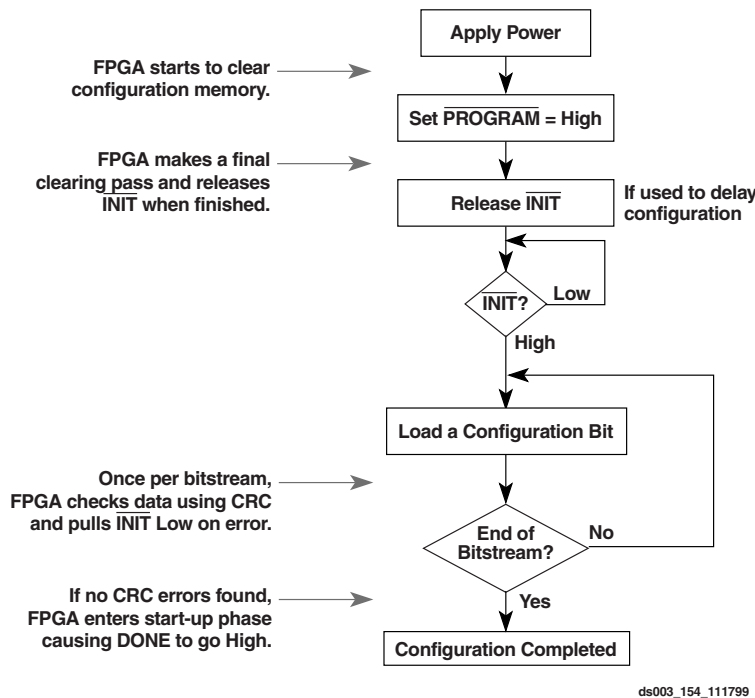 Apply Power
FPGA starts to clear
configuration memory.
Set PROGRAM = High
FPGA makes a final
clearing pass and releases
INIT when finished.
Release INIT
If used to delay
configuration
INIT?
Low
High
Load a Configuration Bit
Once per bitstream,
FPGA checks data using CRC
and pulls INIT Low on error.
End of
Bitstream?
No
Yes
If no CRC errors found,
FPGA enters start-up phase
causing DONE to go High.
Configuration Completed
ds003_154_111799